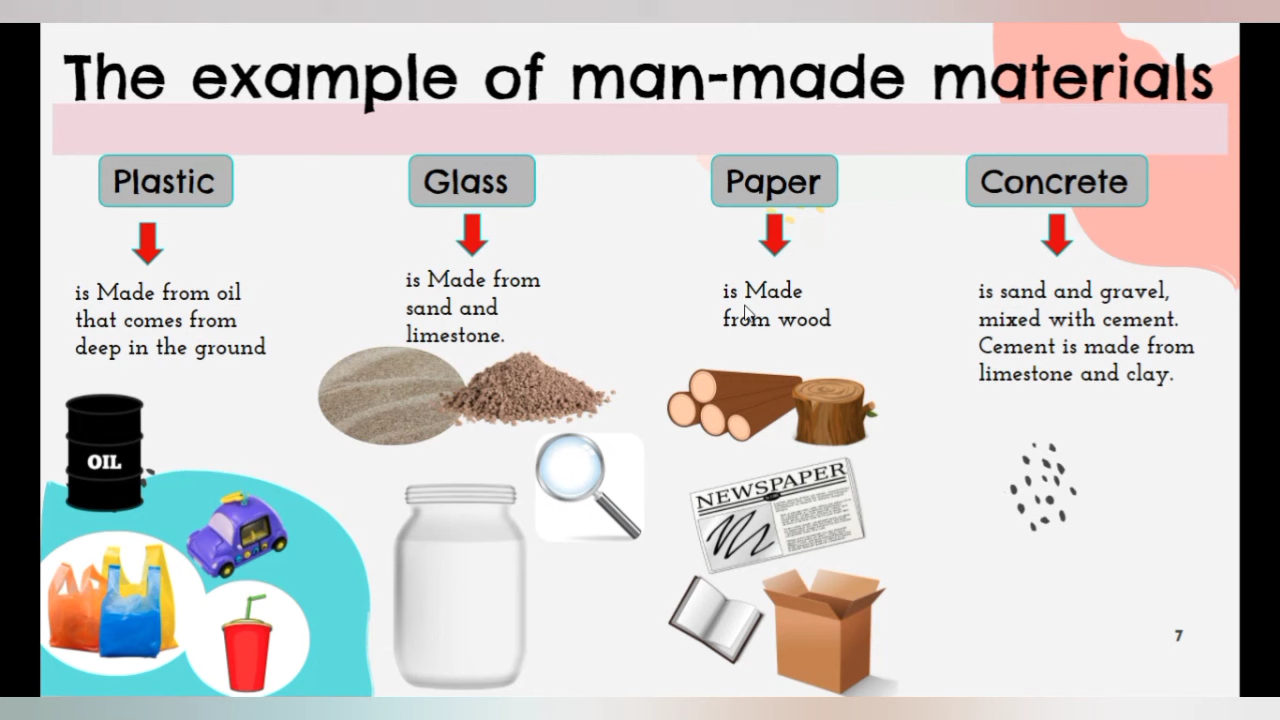 The example of man-made materials
Plastic
Glass
Paper
Concrete
is Made from oil
that comes from
deep in the ground
is Made from
sand and
limestone.
is Made
from wood
is sand and gravel,
mixed with cement.
Cement is made from
limestone and clay.
OIL
NEWSPAPER
7